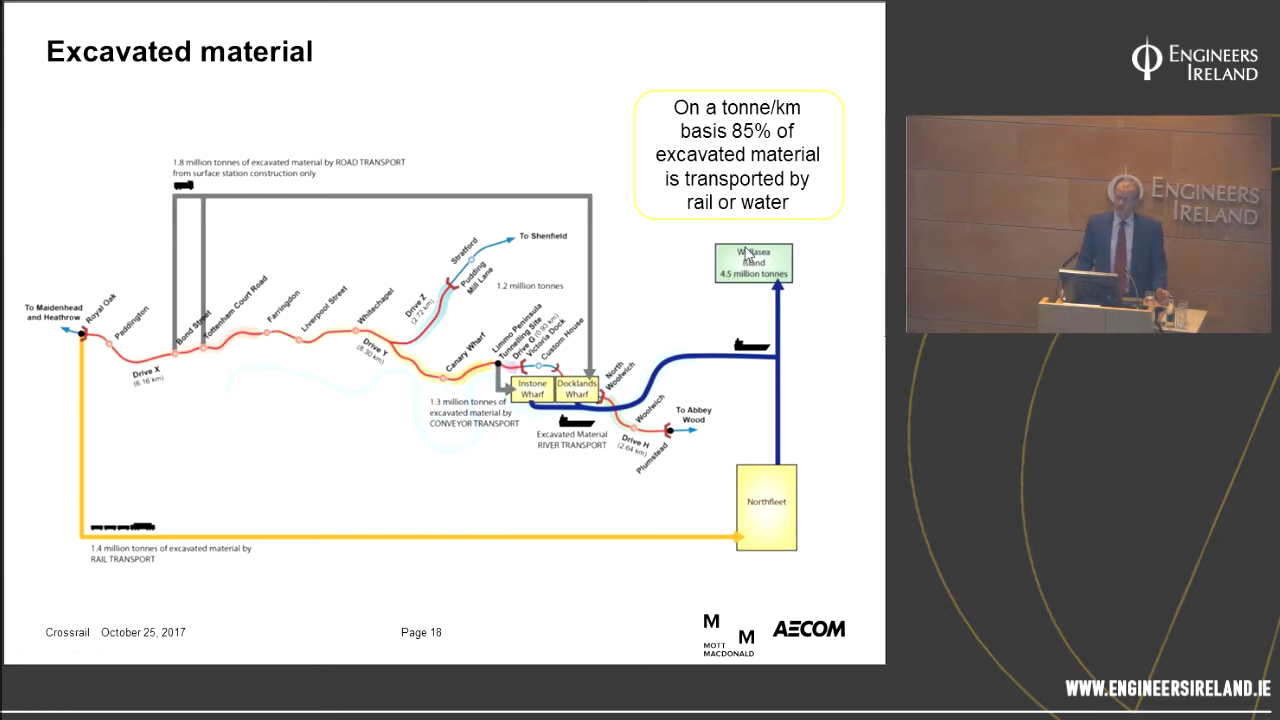 Excavated material
ENGINEERS
IRELAND
On a tonne/km
basis 85% of
excavated material
is transported by
rail or water
1.8 million tonnes of excavated material by ROAD TRANSPORT
from surface station construction only
ENGINEERS
IRELAND
To Shenfield
Stratford
Pudding
Mill Lane
Island
4.5 million tonnes
1.2 million tonnes
To Maidenhead
and Heathrow
Royal Oak
Paddington
Bond Street
Tottenham Court Road
Farringdon
Liverpool Street
Whitechapel
Drive Z
(2.72 km)
Limmo Peninsula
Tunnelling Site
Drive G (0.93 km)
Victoria Dock
Custom House
Drive X
(6.16 km)
Drive Y
(8.30 km)
Canary Wharf
Instone
Wharf
Docklands
Wharf
North
Woolwich
1.3 million tonnes of
excavated material by
CONVEYOR TRANSPORT
Excavated Material
RIVER TRANSPORT
Woolwich
To Abbey
Wood
Drive H
(2.64 km)
Plumstead
Northfleet
1.4 million tonnes of excavated material by
RAIL TRANSPORT
Crossrail October 25, 2017
Page 18
M
M
MOTT
MACDONALD
AECOM
WWW.ENGINEERSIRELAND.IE